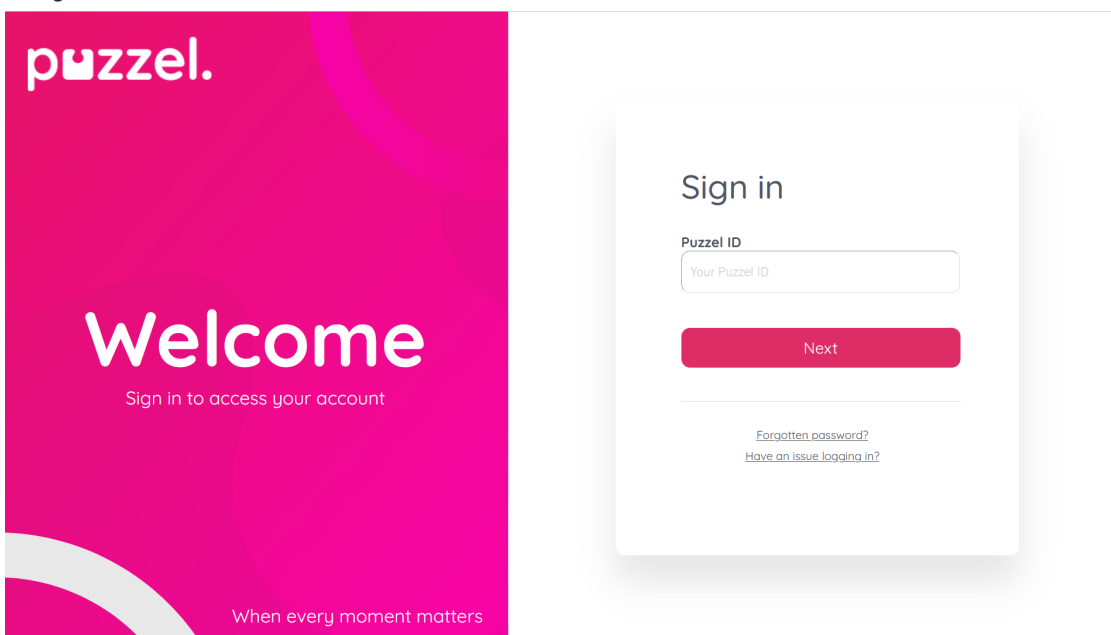 puzzel.
Welcome
Sign in to access your account
When every moment matters
Sign in
Puzzel ID
Your Puzzel ID
Next
Forgotten password?
Have an issue logging in?